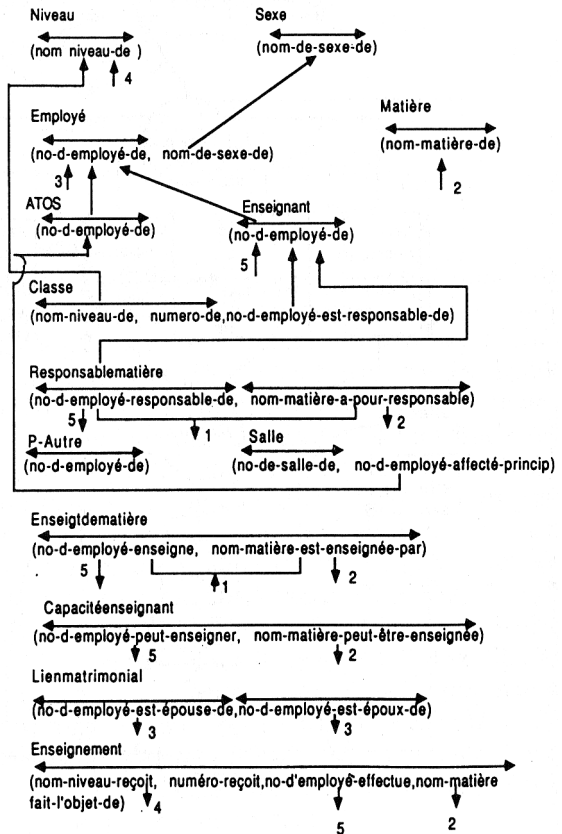 Niveau Sexe
(nom niveau-de ) (nom-de-sexe-de)
4
Employé Matière
(no-d-employé-de, nom-de-sexe-de) (nom-matière-de)
3 2
ATOS Enseignant
(no-d-employé-de) (no-d-employé-de)
5
Classe
(nom-niveau-de, numero-de,no-d-employé-est-responsable-de)
Responsablematière
(no-d-employé-responsable-de, nom-matière-a-pour-responsable)
5 1 2
P-Autre Salle
(no-d-employé-de) (no-de-salle-de, no-d-employé-affecté-princip)
Enseigtdematière
(no-d-employé-enseigne, nom-matière-est-enseignée-par)
5 1 2
Capacitéenseignant
(no-d-employé-peut-enseigner, nom-matière-peut-être-enseignée)
5 2
Lienmatrimonial
(no-d-employé-est-épouse-de,no-d-employé-est-époux-de)
3 3
Enseignement
(nom-niveau-reçoit, numéro-reçoit,no-d'employé-effectue,nom-matière
fait-l'objet-de) 4
5 2